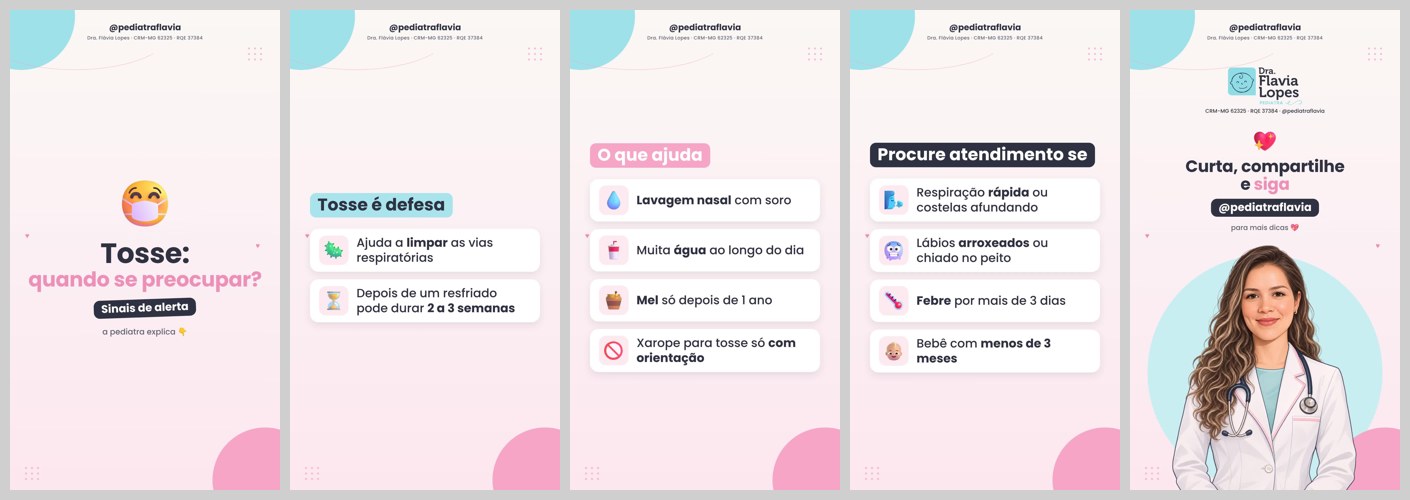 @pediatraflavia
Dra. Flávia Lopes · CRM-MG 62325 · RQE 37384
Tosse:
quando se preocupar?
Sinais de alerta
a pediatra explica 👇
@pediatraflavia
Dra. Flávia Lopes · CRM-MG 62325 · RQE 37384
Tosse é defesa
Ajuda a limpar as vias
respiratórias
Depois de um resfriado
pode durar 2 a 3 semanas
@pediatraflavia
Dra. Flávia Lopes · CRM-MG 62325 · RQE 37384
O que ajuda
Lavagem nasal com soro
Muita água ao longo do dia
Mel só depois de 1 ano
Xarope para tosse só com
orientação
@pediatraflavia
Dra. Flávia Lopes · CRM-MG 62325 · RQE 37384
Procure atendimento se
Respiração rápida ou
costelas afundando
Lábios arroxeados ou
chiado no peito
Febre por mais de 3 dias
Bebê com menos de 3
meses
@pediatraflavia
Dra. Flávia Lopes · CRM-MG 62325 · RQE 37384
Dra.
Flavia
Lopes
PEDIATRA
CRM-MG 62325 · RQE 37384 · @pediatraflavia
Curta, compartilhe
e siga
@pediatraflavia
para mais dicas 💖